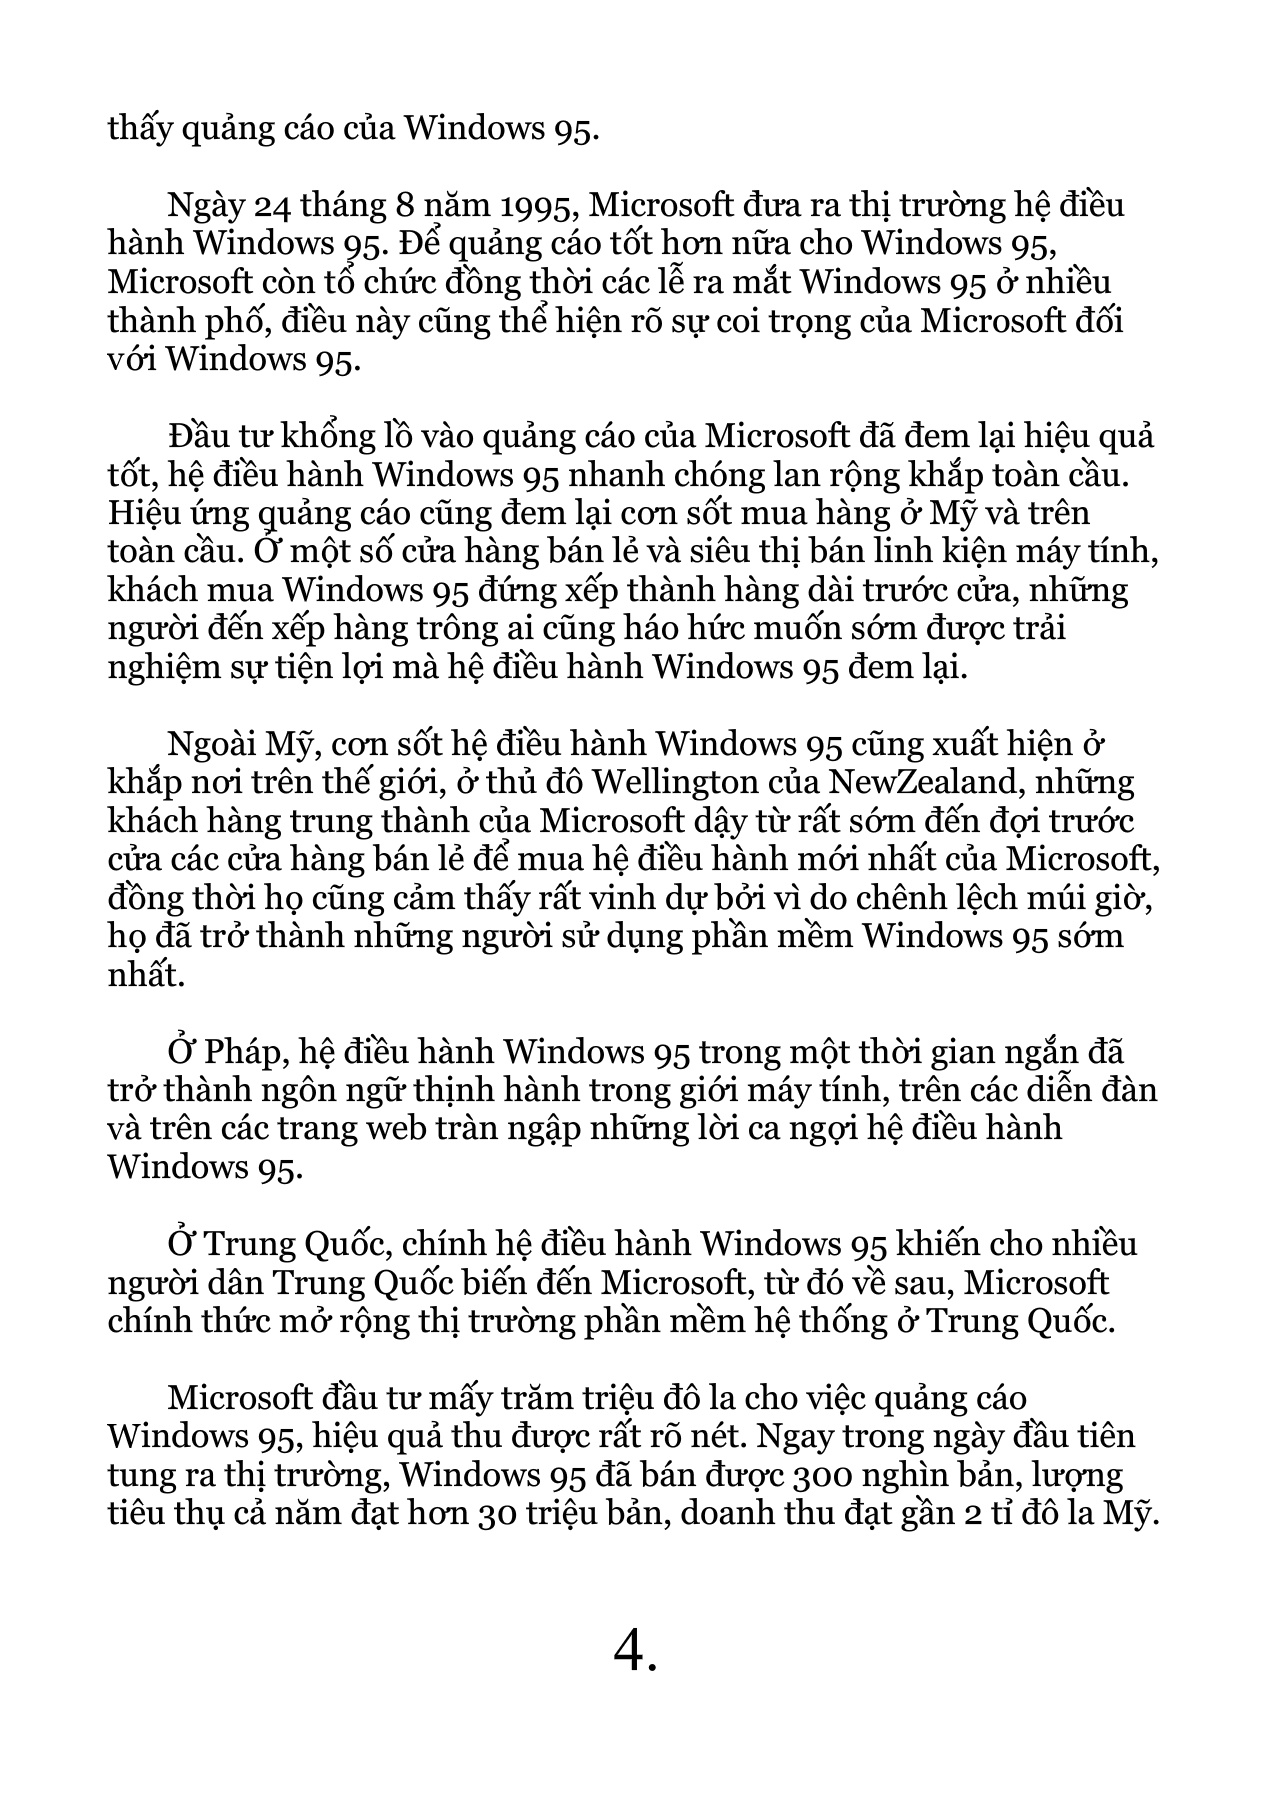 thấy quảng cáo của Windows 95.
Ngày 24 tháng 8 năm 1995, Microsoft đưa ra thị trường hệ điều
hành Windows 95. Để quảng cáo tốt hơn nữa cho Windows 95,
Microsoft còn tổ chức đồng thời các lễ ra mắt Windows 95 ở nhiều
thành phố, điều này cũng thể hiện rõ sự coi trọng của Microsoft đối
với Windows 95.
Đầu tư khổng lồ vào quảng cáo của Microsoft đã đem lại hiệu quả
tốt, hệ điều hành Windows 95 nhanh chóng lan rộng khắp toàn cầu.
Hiệu ứng quảng cáo cũng đem lại cơn sốt mua hàng ở Mỹ và trên
toàn cầu. Ở một số cửa hàng bán lẻ và siêu thị bán linh kiện máy tính,
khách mua Windows 95 đứng xếp thành hàng dài trước cửa, những
người đến xếp hàng trông ai cũng háo hức muốn sớm được trải
nghiệm sự tiện lợi mà hệ điều hành Windows 95 đem lại.
Ngoài Mỹ, cơn sốt hệ điều hành Windows 95 cũng xuất hiện ở
khắp nơi trên thế giới, ở thủ đô Wellington của NewZealand, những
khách hàng trung thành của Microsoft dậy từ rất sớm đến đợi trước
cửa các cửa hàng bán lẻ để mua hệ điều hành mới nhất của Microsoft,
đồng thời họ cũng cảm thấy rất vinh dự bởi vì do chênh lệch múi giờ,
họ đã trở thành những người sử dụng phần mềm Windows 95 sớm
nhất.
Ở Pháp, hệ điều hành Windows 95 trong một thời gian ngắn đã
trở thành ngôn ngữ thịnh hành trong giới máy tính, trên các diễn đàn
và trên các trang web tràn ngập những lời ca ngợi hệ điều hành
Windows 95.
Ở Trung Quốc, chính hệ điều hành Windows 95 khiến cho nhiều
người dân Trung Quốc biến đến Microsoft, từ đó về sau, Microsoft
chính thức mở rộng thị trường phần mềm hệ thống ở Trung Quốc.
Microsoft đầu tư mấy trăm triệu đô la cho việc quảng cáo
Windows 95, hiệu quả thu được rất rõ nét. Ngay trong ngày đầu tiên
tung ra thị trường, Windows 95 đã bán được 300 nghìn bản, lượng
tiêu thụ cả năm đạt hơn 30 triệu bản, doanh thu đạt gần 2 tỉ đô la Mỹ.
4.